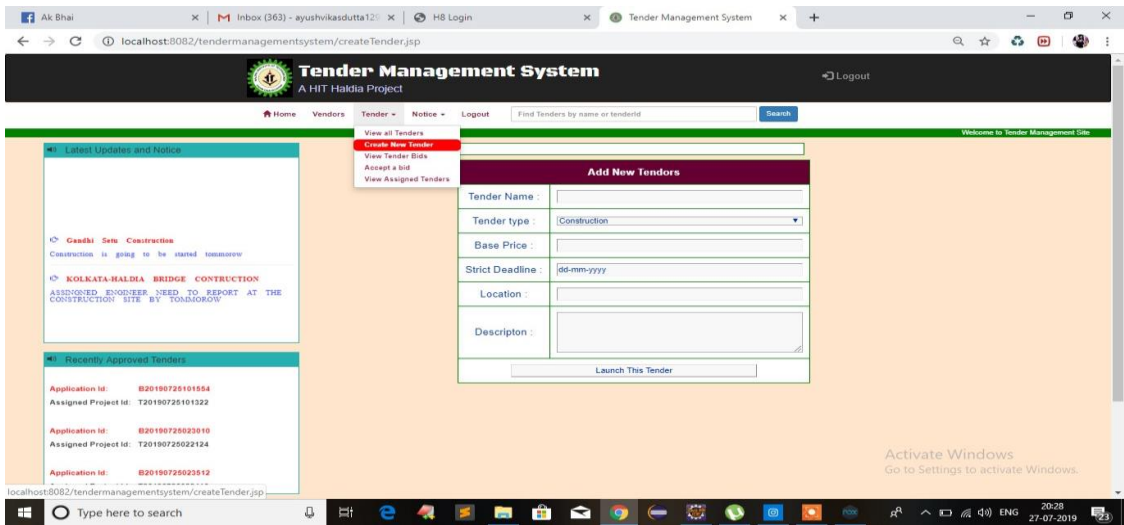 Ak Bhai
Inbox (363) - ayushvikasdutta129
H8 Login
Tender Management System
localhost:8082/tendermanagementsystem/createTender.jsp
Tender Management System
A HIT Haldia Project
Logout
Home Vendors Tender Notice Logout Find Tenders by name or tenderId Search
View all Tenders
Create New Tender
View Tender Bids
Accept a bid
View Assigned Tenders
Welcome to Tender Management Site
Latest Updates and Notice
Gandhi Setu Construction
Construction is going to be started tommorow
KOLKATA-HALDIA BRIDGE CONTRUCTION
ASSINGNED ENGINEER NEED TO REPORT AT THE
CONSTRUCTION SITE BY TOMMOROW
Recently Approved Tenders
Application Id: B20190725101554
Assigned Project Id: T20190725101322
Application Id: B20190725023010
Assigned Project Id: T20190725022124
Application Id: B20190725023512
Add New Tendors
Tender Name :
Tender type : Construction
Base Price :
Strict Deadline : dd-mm-yyyy
Location :
Descripton :
Launch This Tender
Activate Windows
Go to Settings to activate Windows.
localhost:8082/tendermanagementsystem/createTender.jsp
Type here to search
ENG
20:28
27-07-2019
23